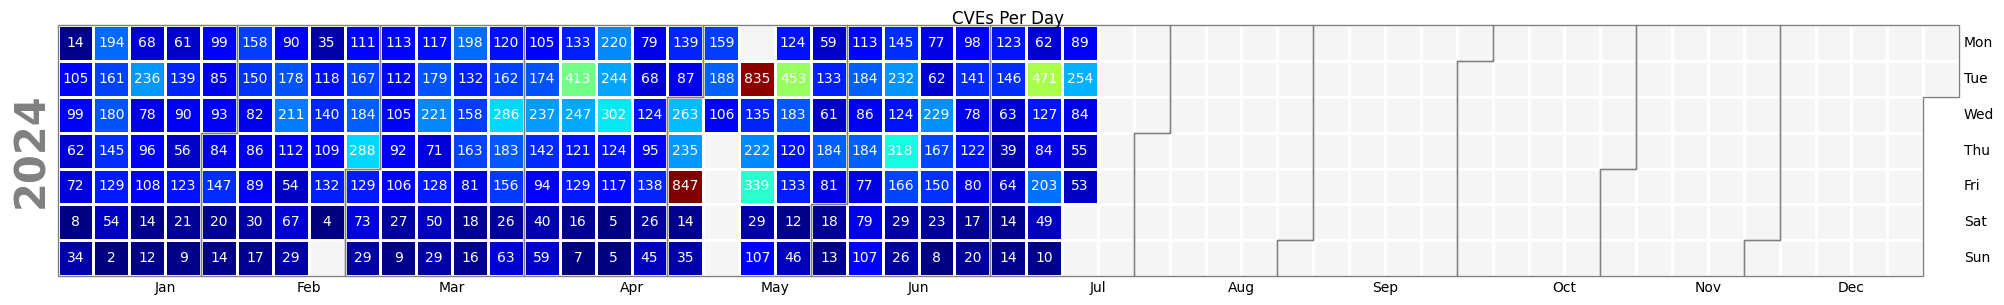 CVEs Per Day
2024
14 194 68 61 99 158 90 35 111 113 117 198 120 105 133 220 79 139 159 124 59 113 145 77 98 123 62 89 Mon
105 161 236 139 85 150 178 118 167 112 179 132 162 174 413 244 68 87 188 835 453 133 184 232 62 141 146 471 254 Tue
99 180 78 90 93 82 211 140 184 105 221 158 286 237 247 302 124 263 106 135 183 61 86 124 229 78 63 127 84 Wed
62 145 96 56 84 86 112 109 288 92 71 163 183 142 121 124 95 235 222 120 184 184 318 167 122 39 84 55 Thu
72 129 108 123 147 89 54 132 129 106 128 81 156 94 129 117 138 847 339 133 81 77 166 150 80 64 203 53 Fri
8 54 14 21 20 30 67 4 73 27 50 18 26 40 16 5 26 14 29 12 18 79 29 23 17 14 49 Sat
34 2 12 9 14 17 29 29 9 29 16 63 59 7 5 45 35 107 46 13 107 26 8 20 14 10 Sun
Jan Feb Mar Apr May Jun Jul Aug Sep Oct Nov Dec